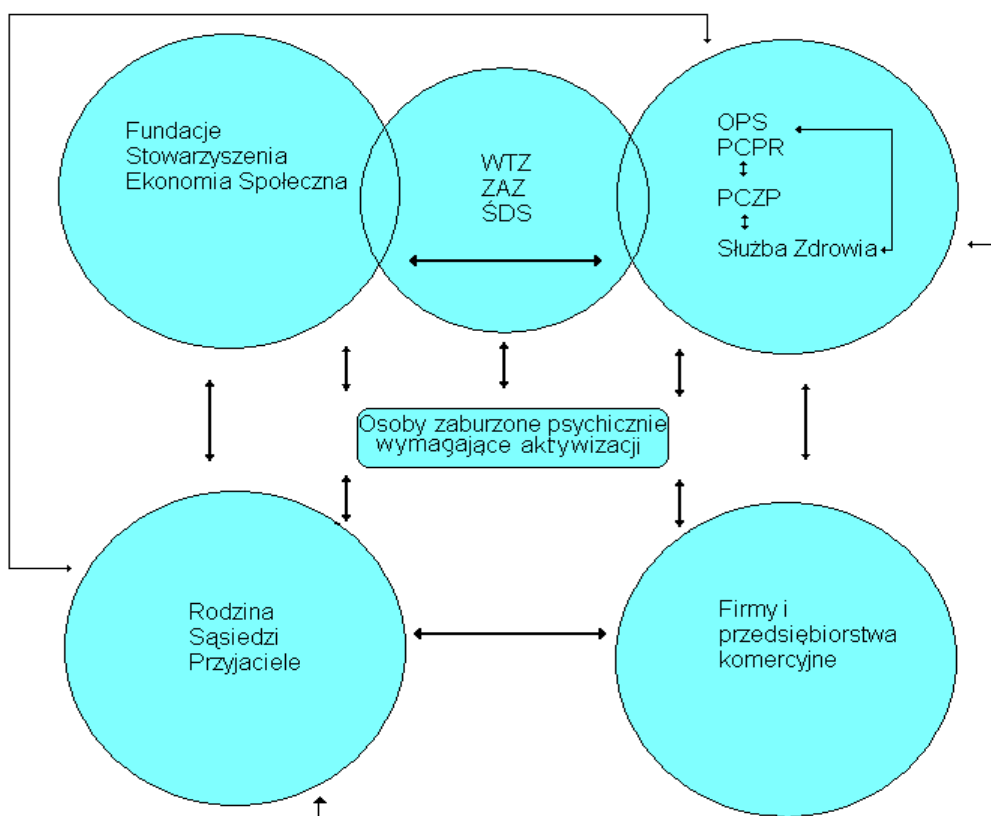 Fundacje
Stowarzyszenia
Ekonomia Społeczna
WTZ
ZAZ
ŚDS
OPS
PCPR
PCZP
Służba Zdrowia
Osoby zaburzone psychicznie
wymagające aktywizacji
Rodzina
Sąsiedzi
Przyjaciele
Firmy i
przedsiębiorstwa
komercyjne